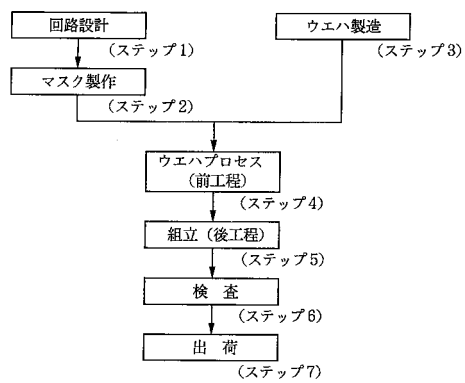 回路設計
(ステップ1)
ウエハ製造
(ステップ3)
マスク製作
(ステップ2)
ウエハプロセス
(前工程)
(ステップ4)
組立(後工程)
(ステップ5)
検 査
(ステップ6)
出 荷
(ステップ7)